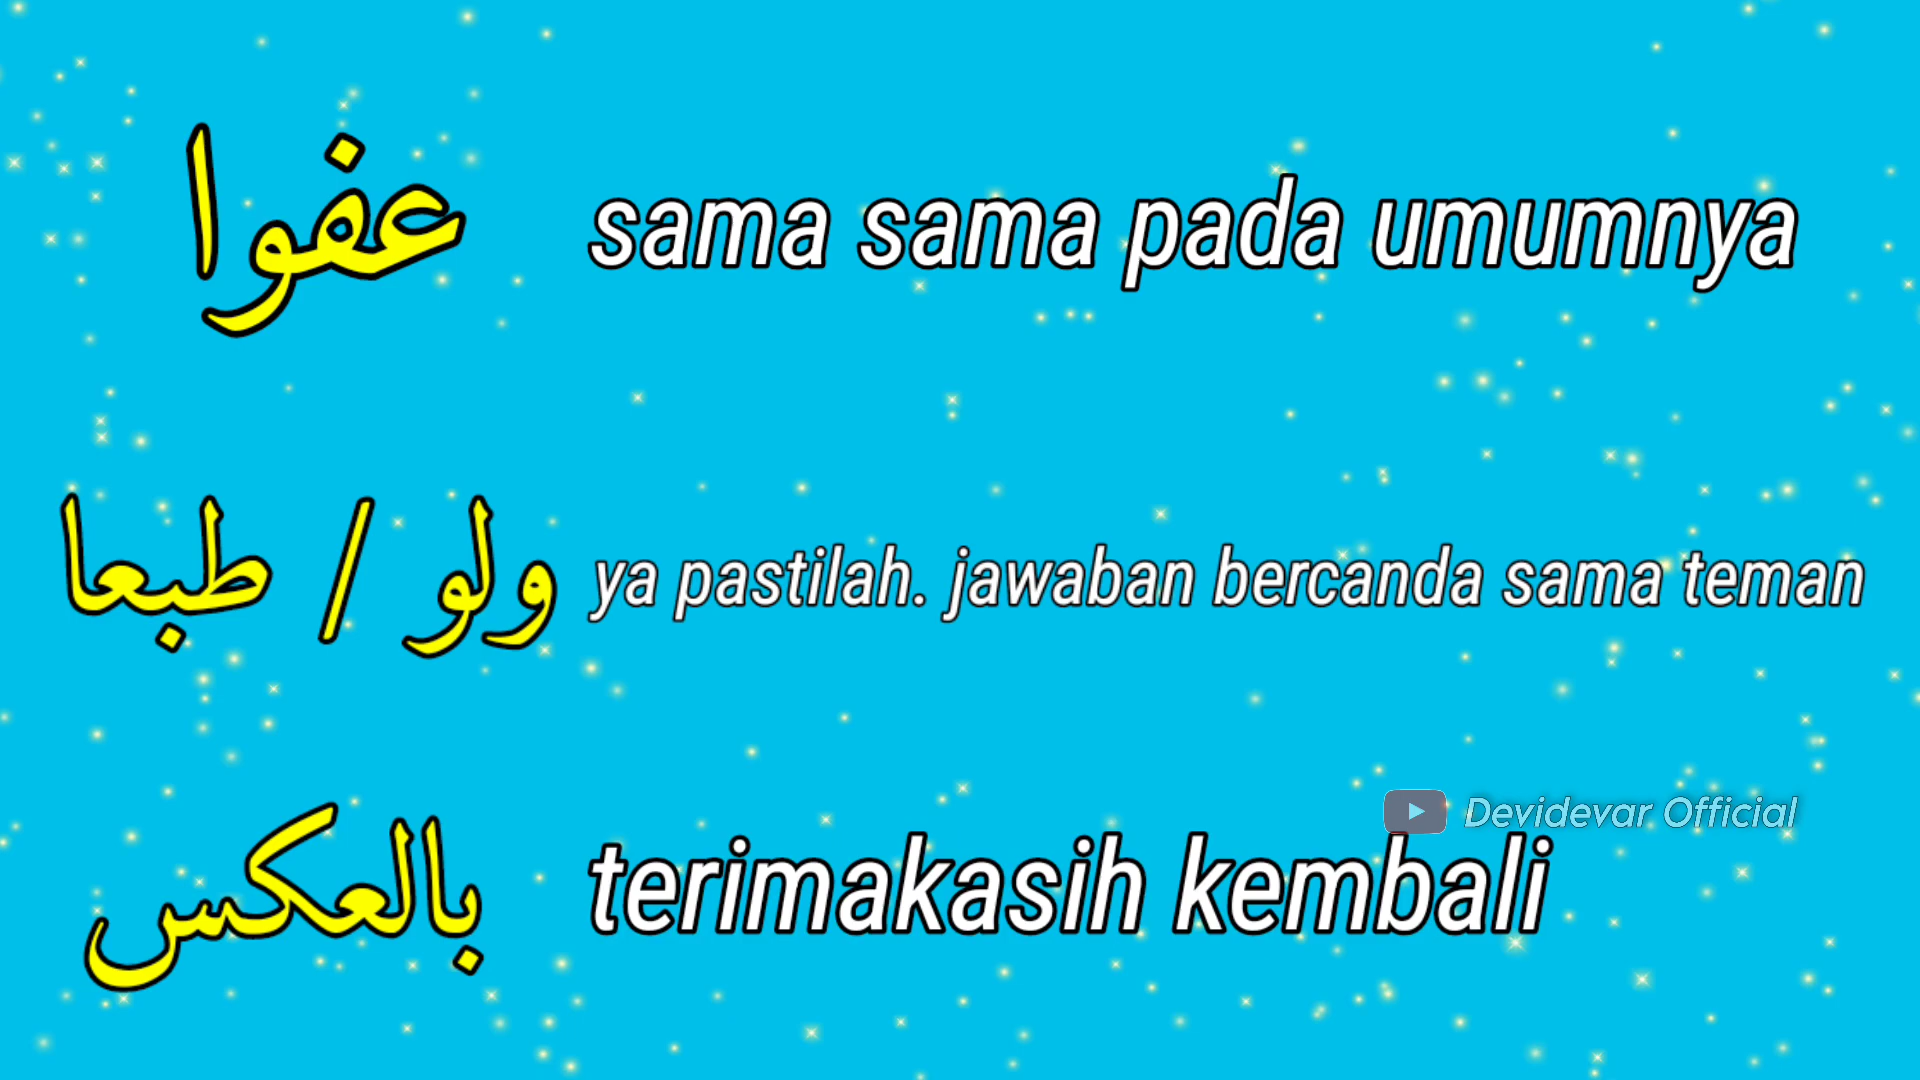 عفوا sama sama pada umumnya
ولو / طبعا ya pastilah. jawaban bercanda sama teman
Devidevar Official
بالعكس terimakasih kembali